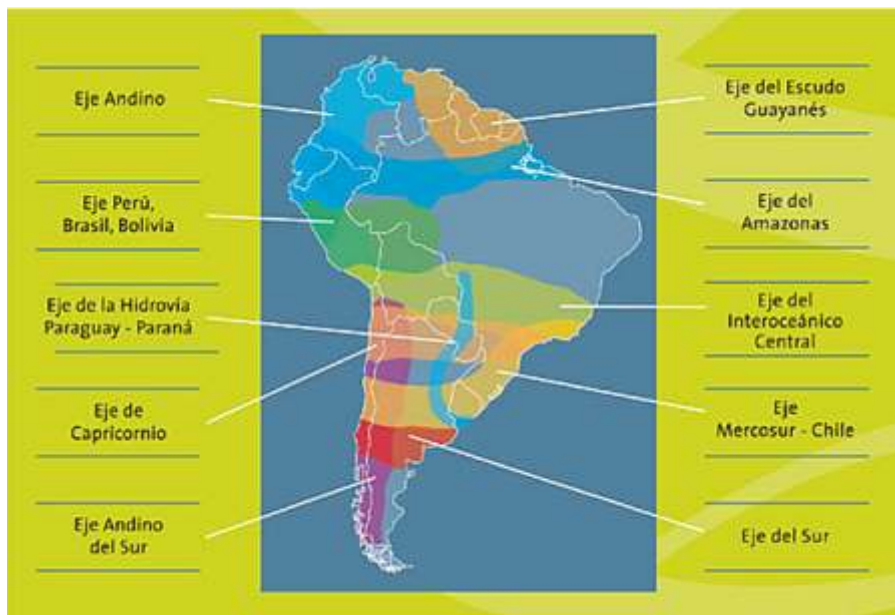 Eje Andino
Eje Perú,
Brasil, Bolivia
Eje de la Hidrovía
Paraguay - Paraná
Eje de
Capricornio
Eje Andino
del Sur
Eje del Escudo
Guayanés
Eje del
Amazonas
Eje del
Interoceánico
Central
Eje
Mercosur - Chile
Eje del Sur